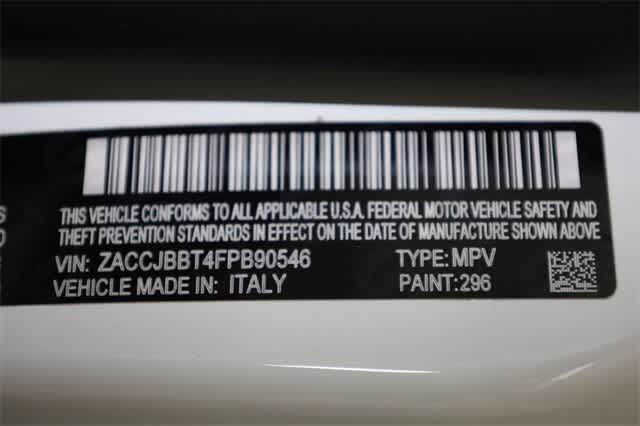 THIS VEHICLE CONFORMS TO ALL APPLICABLE U.S.A. FEDERAL MOTOR VEHICLE SAFETY AND
THEFT PREVENTION STANDARDS IN EFFECT ON THE DATE OF MANUFACTURE SHOWN ABOVE
VIN: ZACCJBBT4FPB90546 TYPE: MPV
VEHICLE MADE IN: ITALY PAINT: 296